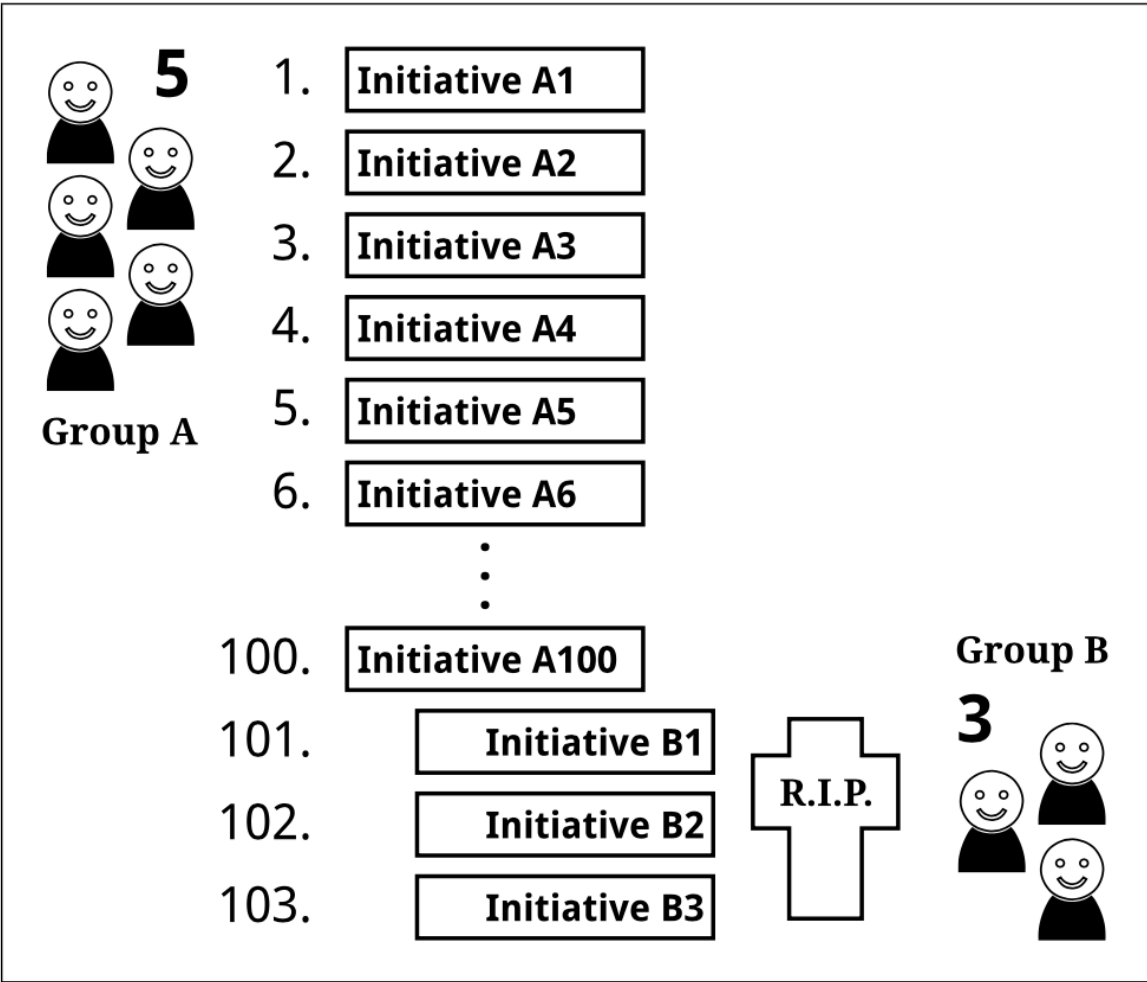 5
1. Initiative A1
2. Initiative A2
3. Initiative A3
4. Initiative A4
5. Initiative A5
Group A
6. Initiative A6
100. Initiative A100
Group B
101. Initiative B1
3
R.I.P.
102. Initiative B2
103. Initiative B3